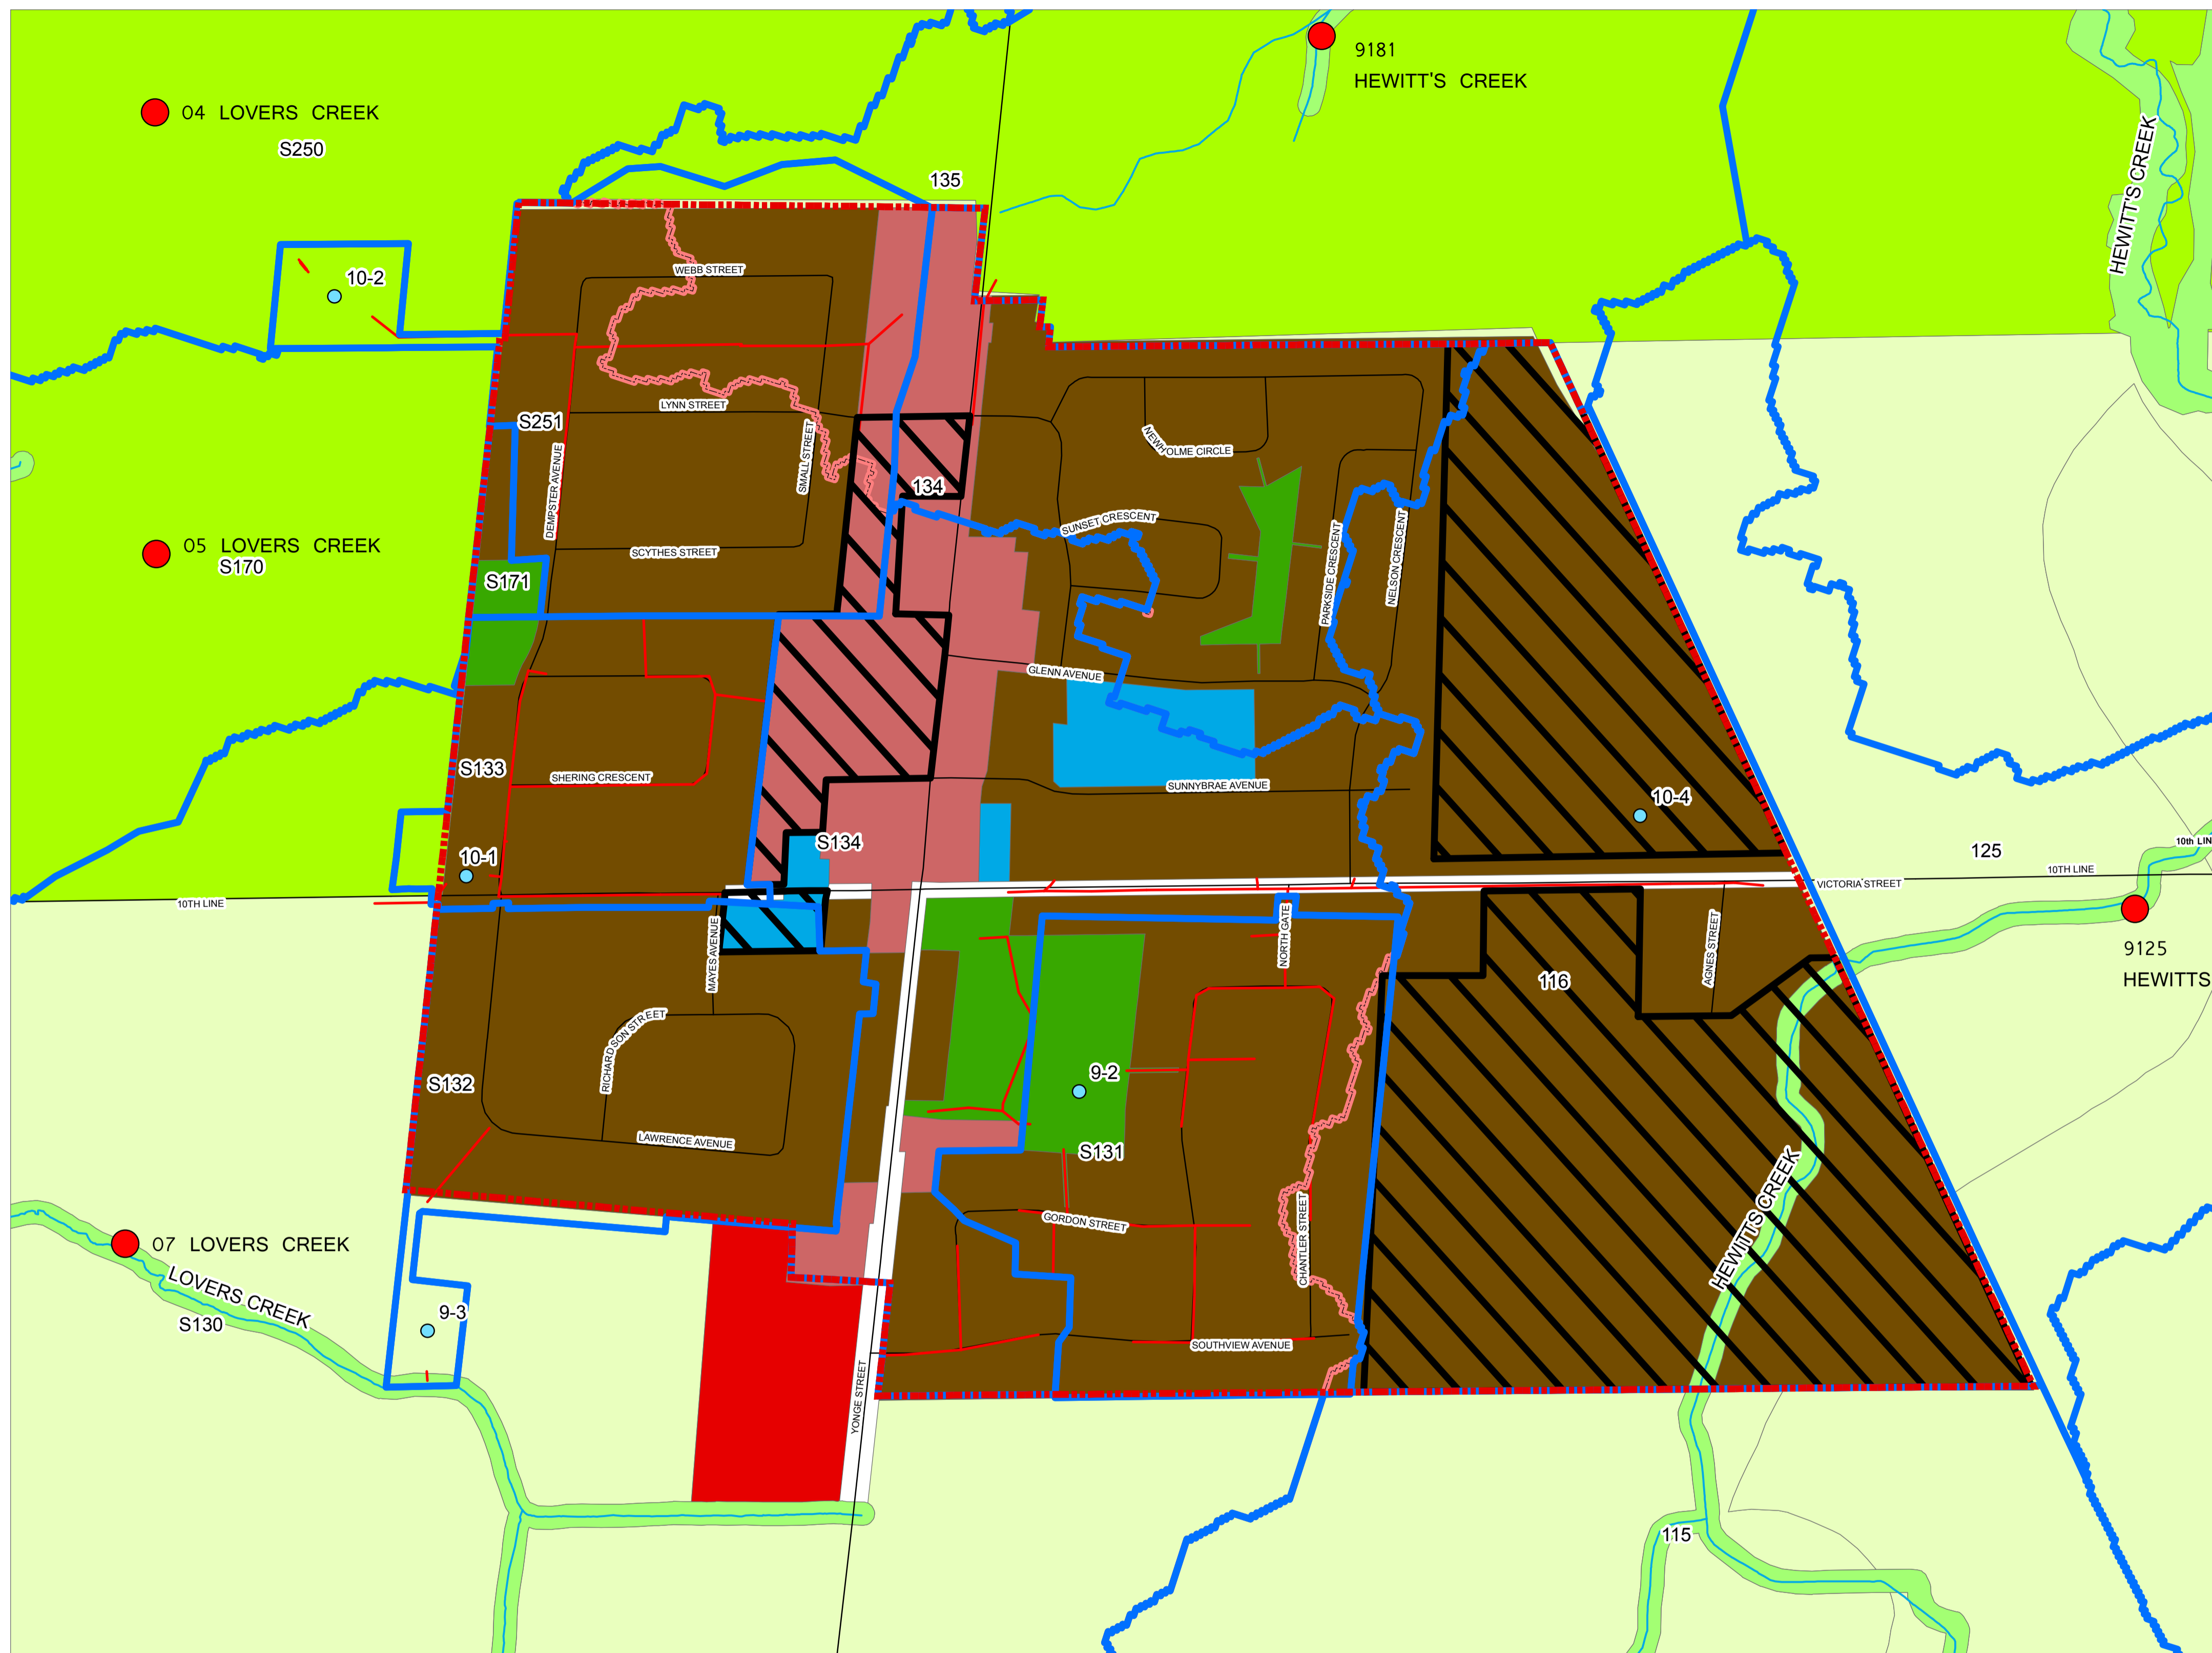 9181
HEWITT'S CREEK
04 LOVERS CREEK
S250
HEWITT'S CREEK
135
10-2
WEBB STREET
LYNN STREET
S251
SMALL STREET
NEWHOLME CIRCLE
DEMPSTER AVENUE
134
SUNSET CRESCENT
05 LOVERS CREEK
S170
SCYTHES STREET
PARKSIDE CRESCENT
NELSON CRESCENT
S171
GLENN AVENUE
S133
SHERING CRESCENT
SUNNYBRAE AVENUE
10-4
S134
10th LIN
125
10-1
10TH LINE
VICTORIA STREET
10TH LINE
MAYES AVENUE
NORTH GATE
AGNES STREET
9125
HEWITTS
116
RICHARDSON STREET
9-2
S132
LAWRENCE AVENUE
S131
HEWITTS CREEK
GORDON STREET
CHANTLER STREET
07 LOVERS CREEK
LOVERS CREEK
S130
9-3
SOUTHVIEW AVENUE
YONGE STREET
115